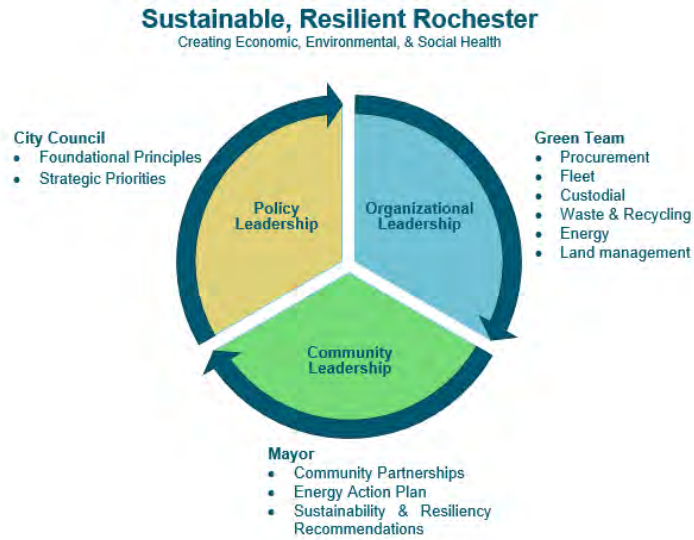 Sustainable, Resilient Rochester
Creating Economic, Environmental, & Social Health
City Council
• Foundational Principles
• Strategic Priorities
Policy
Leadership
Organizational
Leadership
Green Team
• Procurement
• Fleet
• Custodial
• Waste & Recycling
• Energy
• Land management
Community
Leadership
Mayor
• Community Partnerships
• Energy Action Plan
• Sustainability & Resiliency
Recommendations